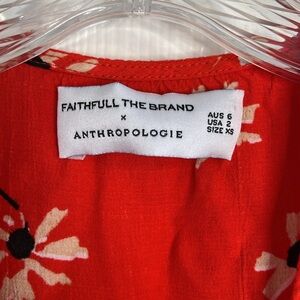 FAITHFULL THE BRAND
×
ANTHROPOLOGIE
AUS 6
USA 2
SIZE XS